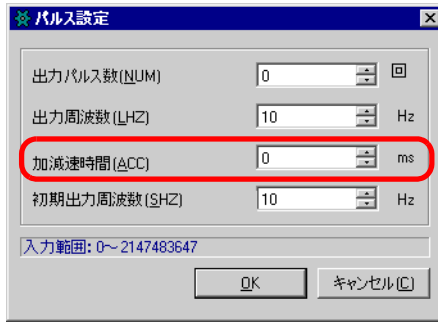 パルス設定
出力パルス数(NUM) 0 回
出力周波数(LHZ) 10 Hz
加減速時間(ACC) 0 ms
初期出力周波数(SHZ) 10 Hz
入力範囲: 0～2147483647
OK キャンセル(C)